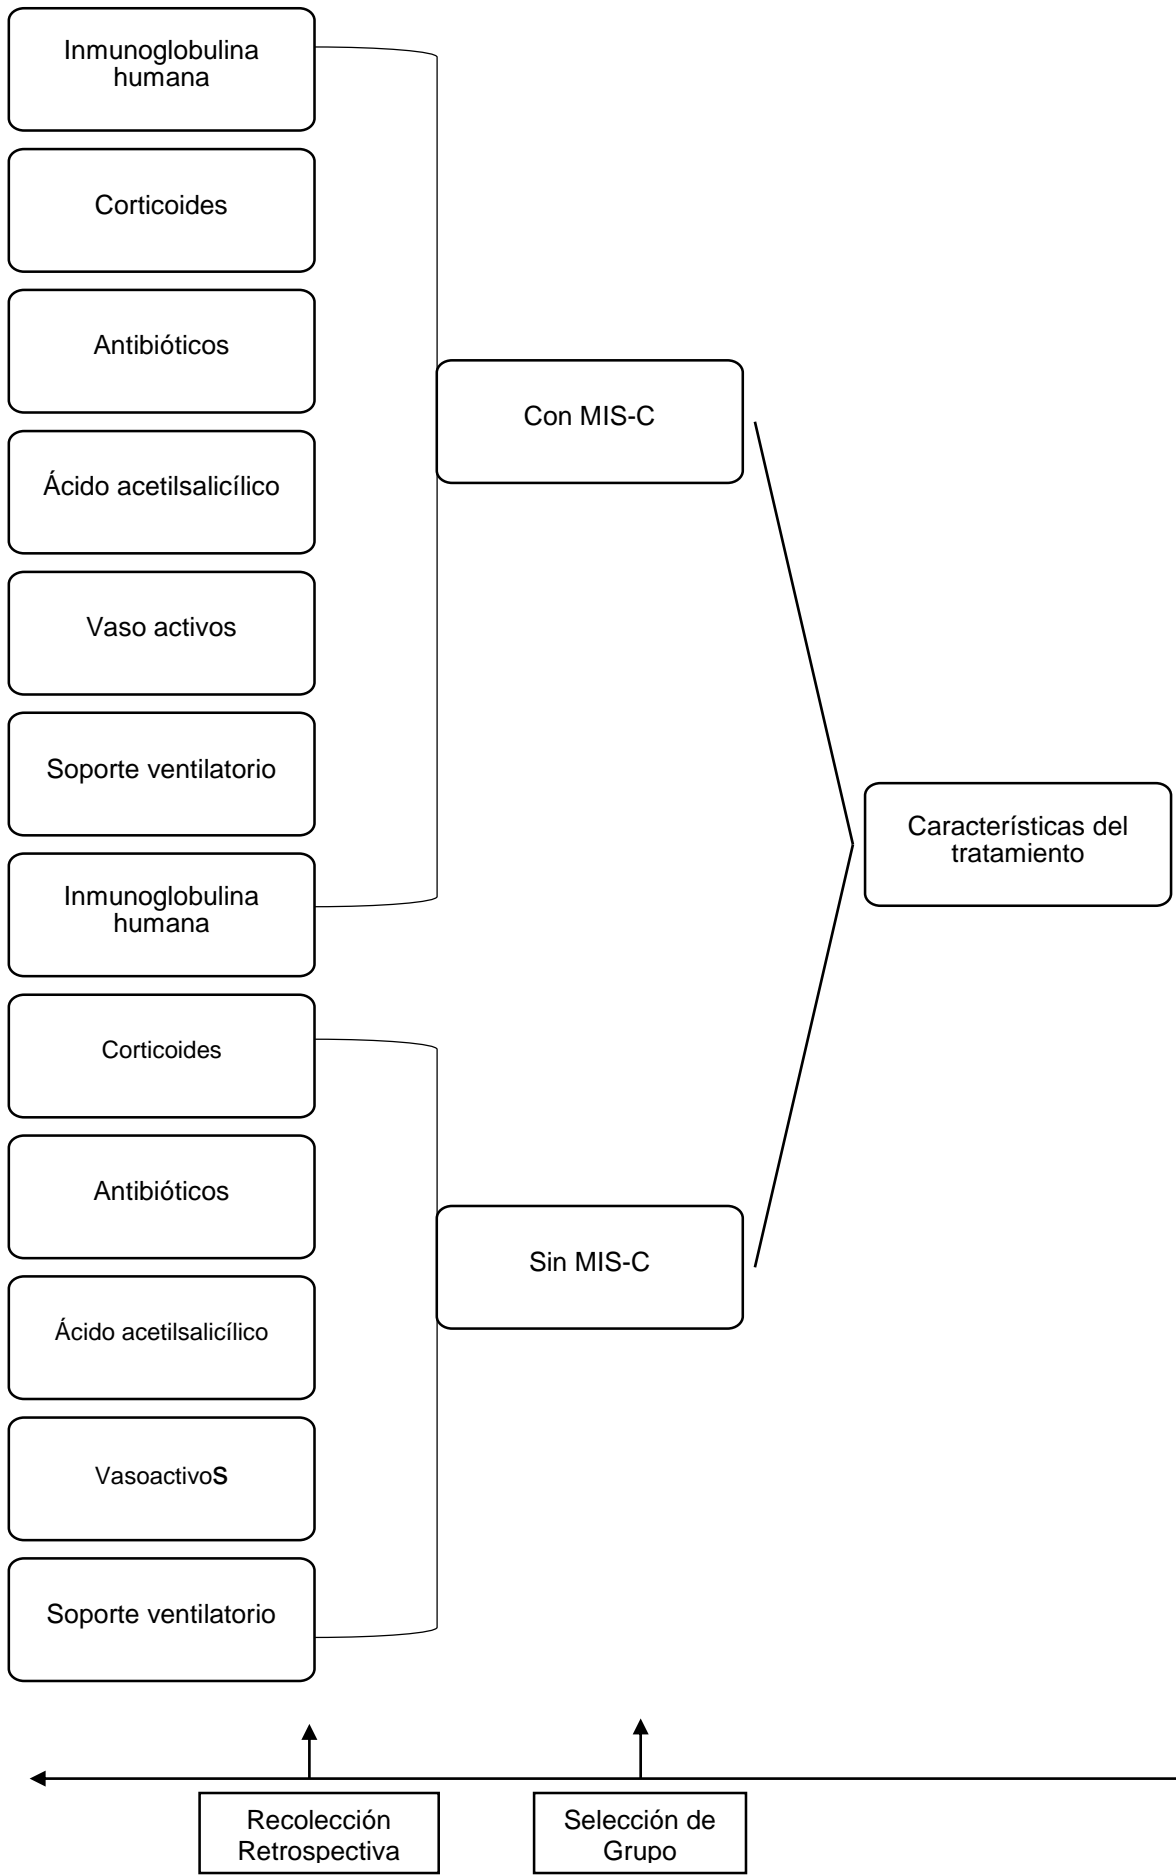 Inmunoglobulina
humana
Corticoides
Antibióticos
Ácido acetilsalicílico
Vaso activos
Soporte ventilatorio
Inmunoglobulina
humana
Corticoides
Antibióticos
Ácido acetilsalicílico
VasoactivoS
Soporte ventilatorio
Con MIS-C
Sin MIS-C
Características del
tratamiento
Recolección
Retrospectiva
Selección de
Grupo